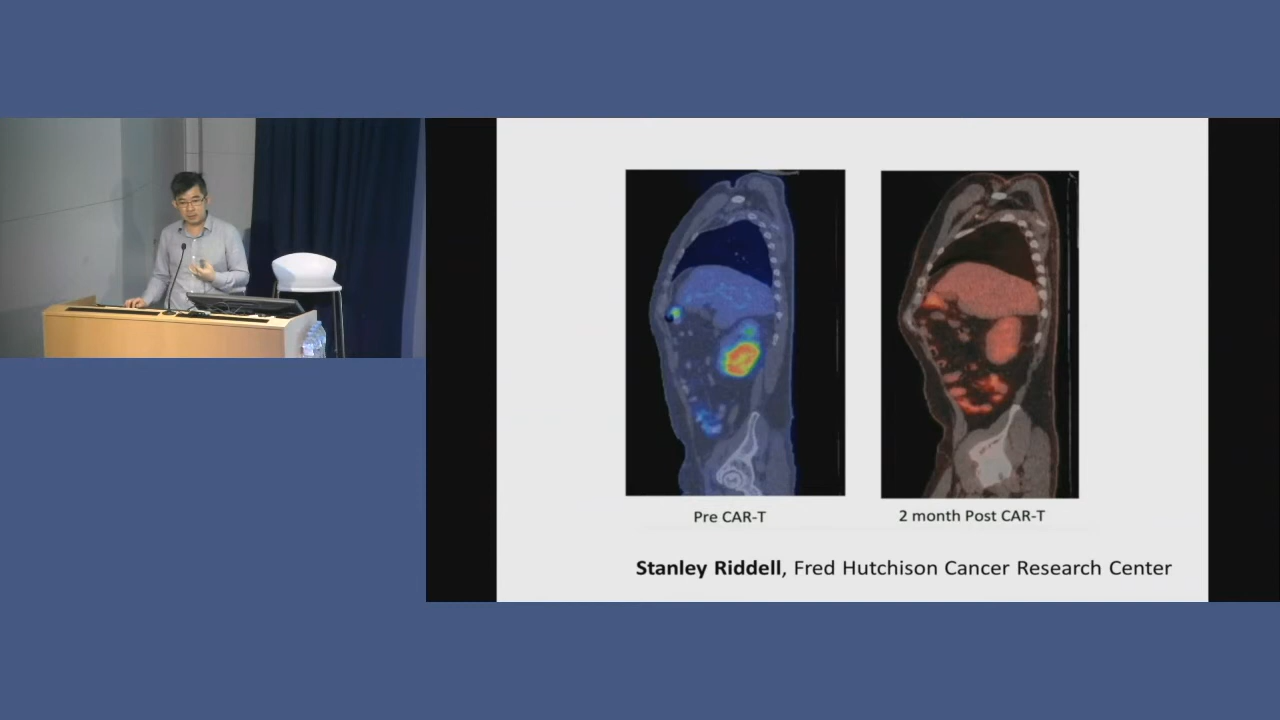 Pre CAR-T
2 month Post CAR-T
Stanley Riddell, Fred Hutchison Cancer Research Center